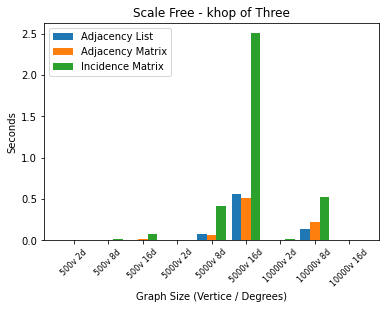 Scale Free - khop of Three
Adjacency List
Adjacency Matrix
Incidence Matrix
Seconds
2.5
2.0
1.5
1.0
0.5
0.0
500v 2d
500v 8d
500v 16d
5000v 2d
5000v 8d
5000v 16d
10000v 2d
10000v 8d
10000v 16d
Graph Size (Vertice / Degrees)